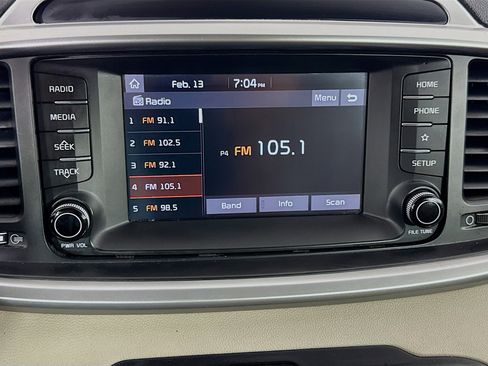 RADIO
MEDIA
SEEK
TRACK
PWR VOL
Feb. 13 7:04PM
Radio Menu
1 FM 91.1
2 FM 102.5
3 FM 92.1
4 FM 105.1
5 FM 98.5
P4 FM 105.1
Band Info Scan
HOME
PHONE
SETUP
FILE TUNE